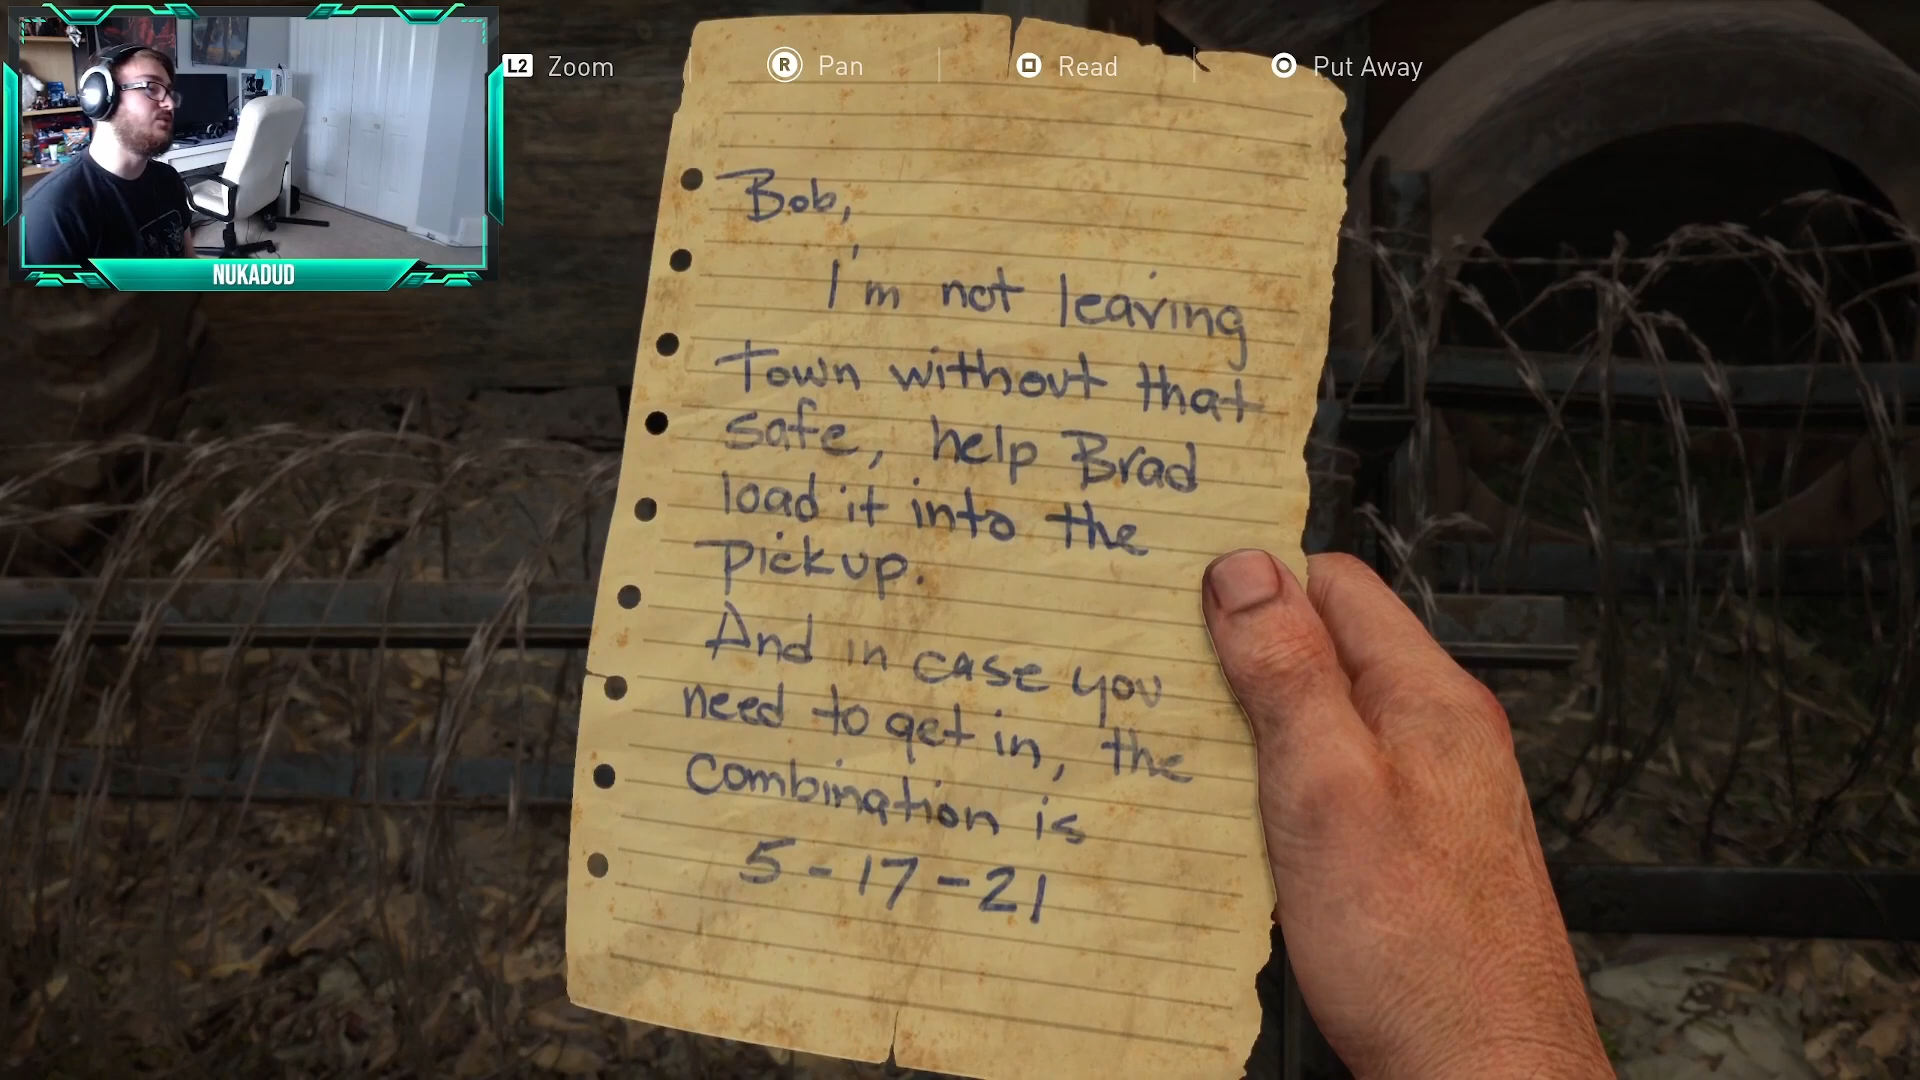 L2 Zoom
R Pan
Read
Put Away
NUKADUD
Bob,
I'm not leaving
Town without that
safe, help Brad
load it into the
pickup.
And in case you
need to get in, the
combination is
5-17-21